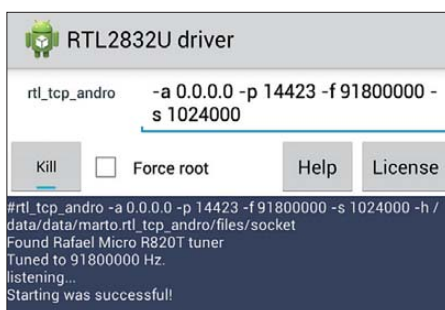 RTL2832U driver
rtl_tcp_andro
-a 0.0.0.0 -p 14423 -f 91800000 -
s 1024000
Kill
Force root
Help
License
#rtl_tcp_andro -a 0.0.0.0 -p 14423 -f 91800000 -s 1024000 -h /
data/data/marto.rtl_tcp_andro/files/socket
Found Rafael Micro R820T tuner
Tuned to 91800000 Hz.
listening...
Starting was successful!